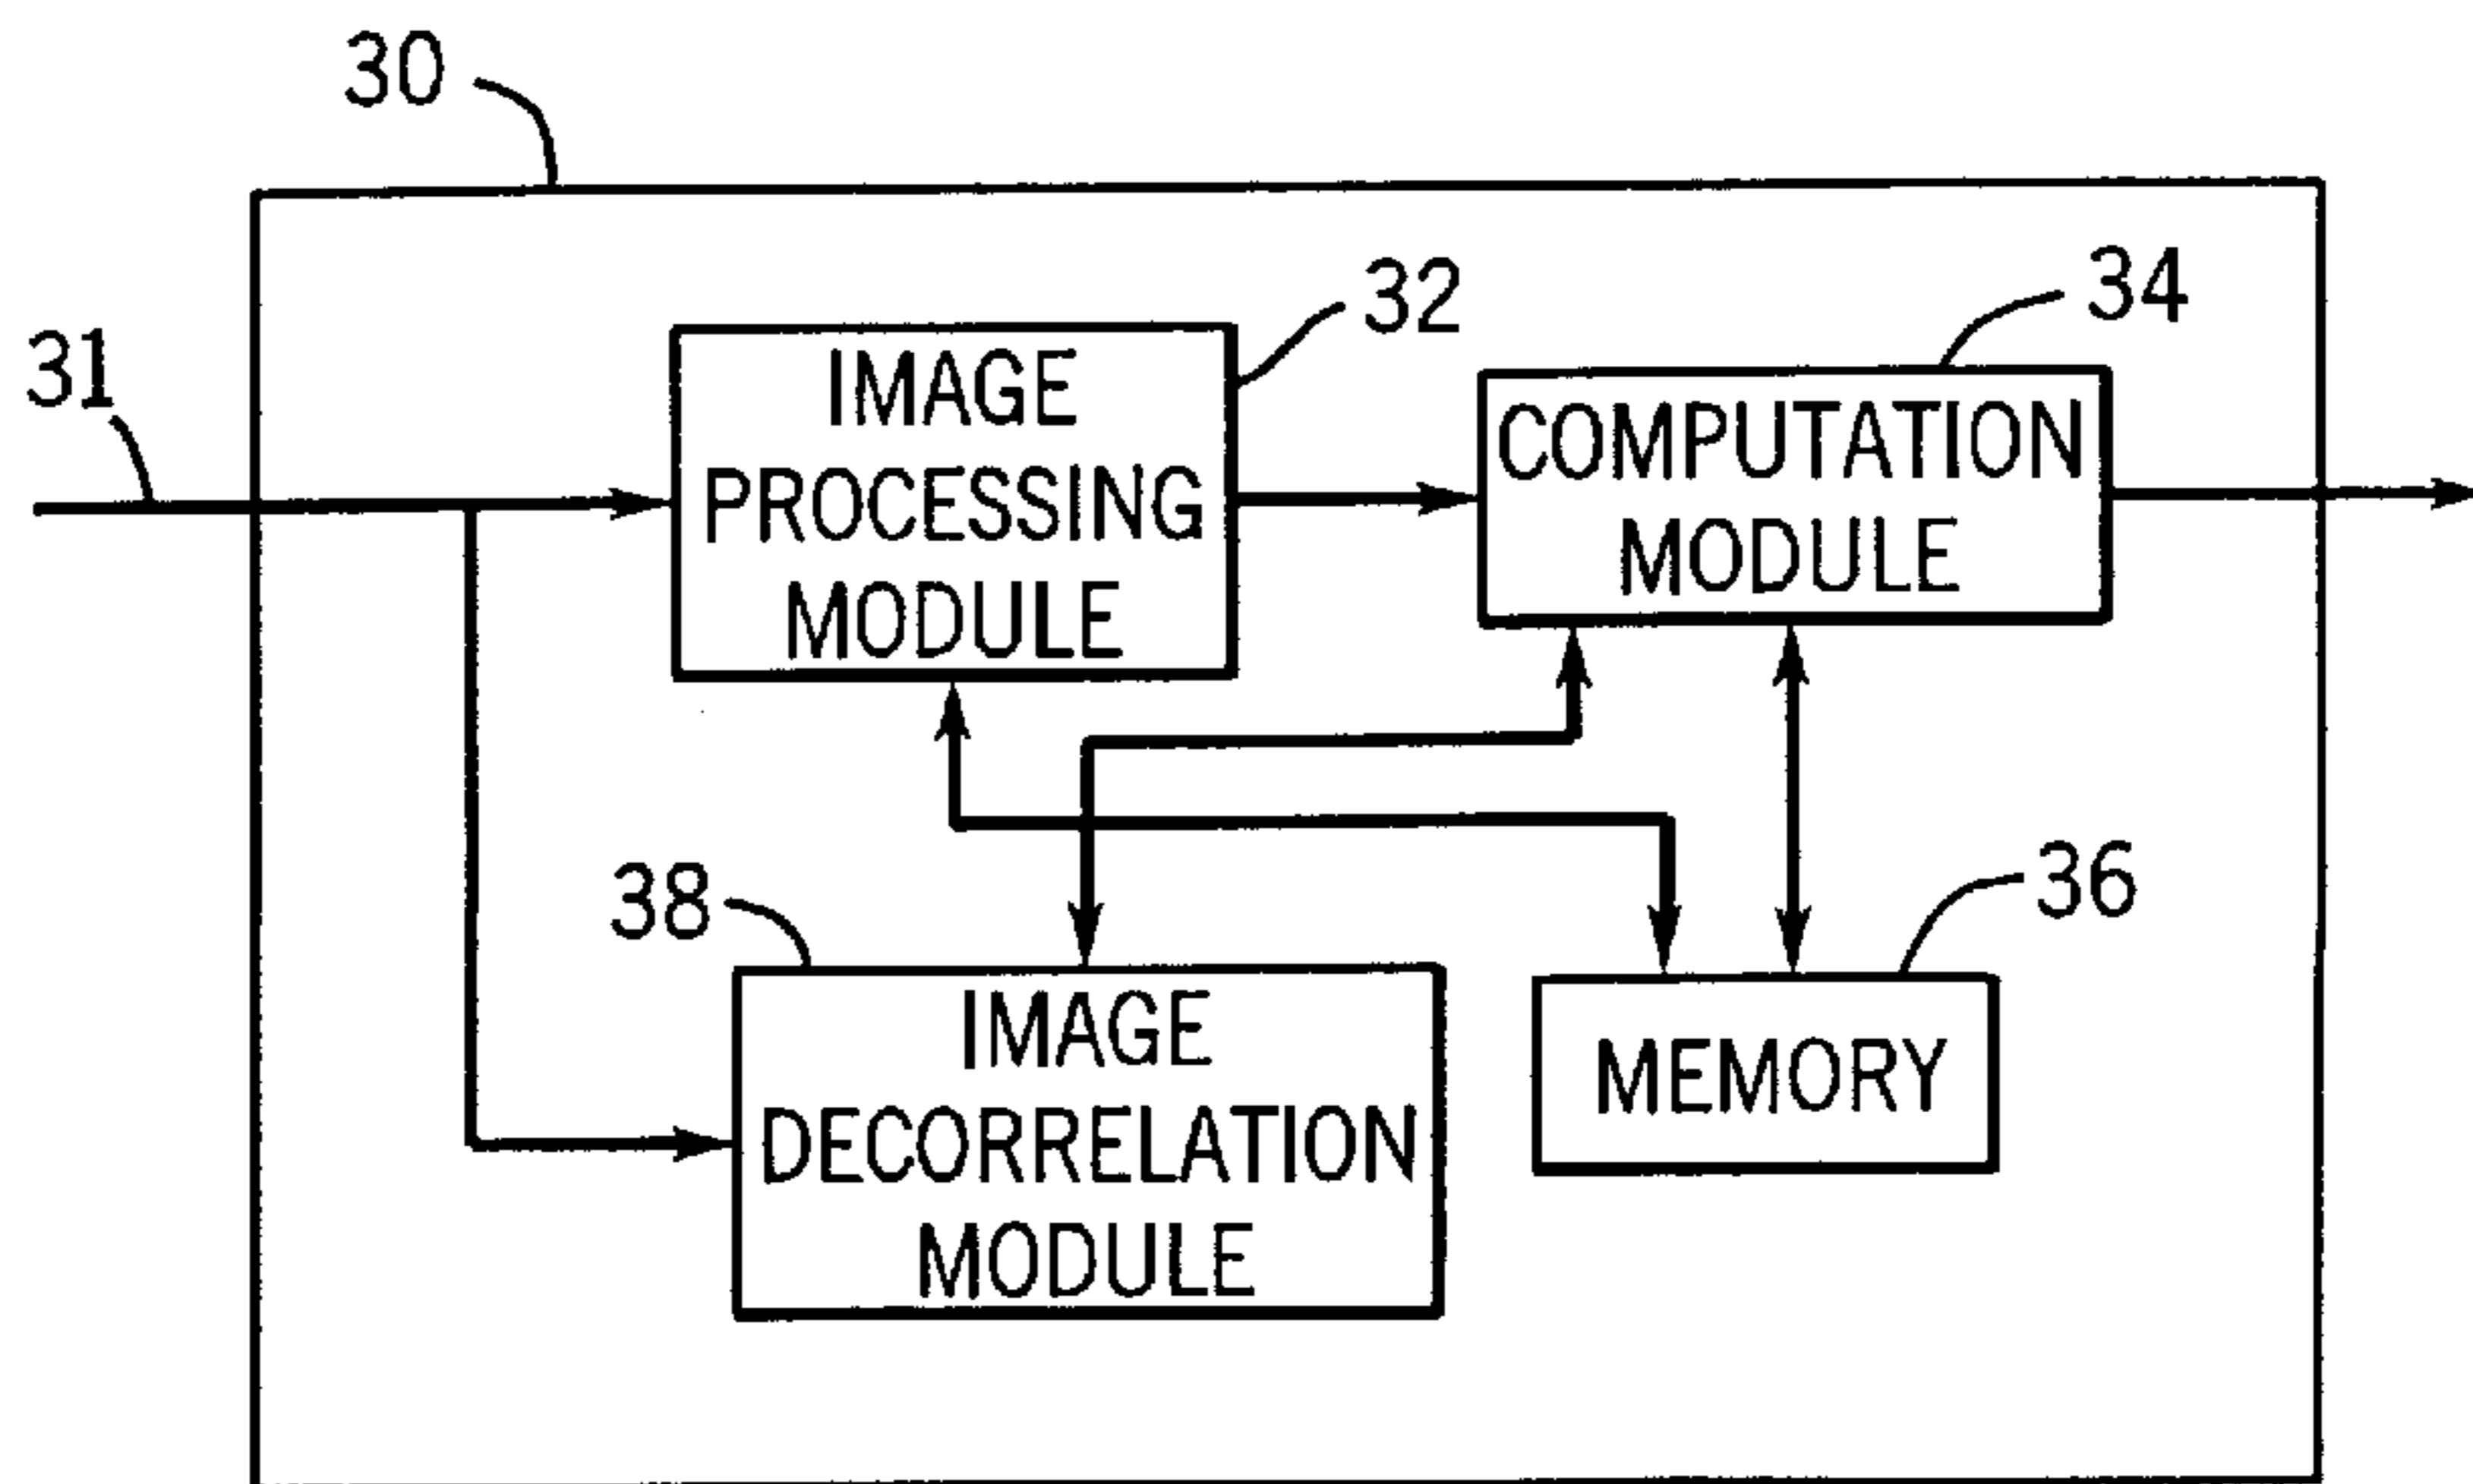 30
31
32
34
IMAGE
PROCESSING
MODULE
COMPUTATION
MODULE
38
36
IMAGE
DECORRELATION
MODULE
MEMORY